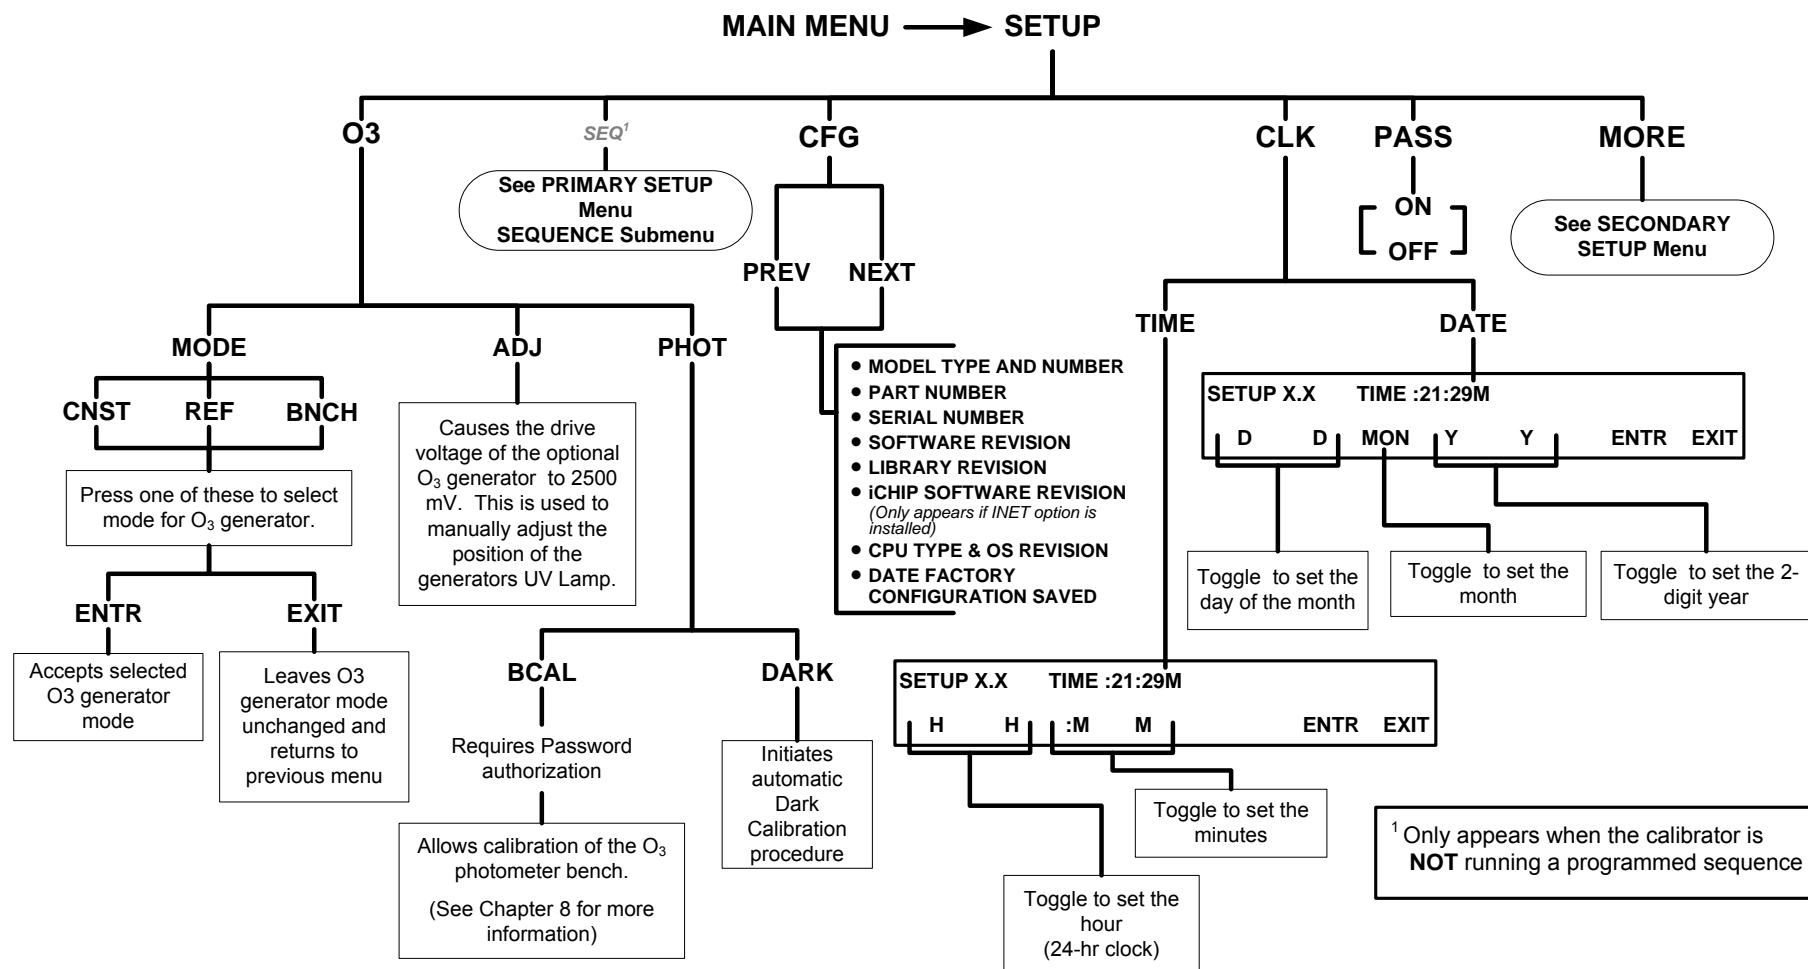 MAIN MENU SETUP
O3
SEQ¹
CFG
CLK
PASS
MORE
See PRIMARY SETUP
Menu
SEQUENCE Submenu
ON
OFF
See SECONDARY
SETUP Menu
PREV NEXT
MODE
ADJ
PHOT
TIME
DATE
CNST REF BNCH
Press one of these to select
mode for O₃ generator.
ENTR
EXIT
Accepts selected
O3 generator
mode
Leaves O3
generator mode
unchanged and
returns to
previous menu
Causes the drive
voltage of the optional
O₃ generator to 2500
mV. This is used to
manually adjust the
position of the
generators UV Lamp.
BCAL
DARK
Requires Password
authorization
Allows calibration of the O₃
photometer bench.
(See Chapter 8 for more
information)
Initiates
automatic
Dark
Calibration
procedure
• MODEL TYPE AND NUMBER
• PART NUMBER
• SERIAL NUMBER
• SOFTWARE REVISION
• LIBRARY REVISION
• iCHIP SOFTWARE REVISION
(Only appears if INET option is
installed)
• CPU TYPE & OS REVISION
• DATE FACTORY
CONFIGURATION SAVED
SETUP X.X TIME :21:29M
D D MON Y Y ENTR EXIT
Toggle to set the
day of the month
Toggle to set the
month
Toggle to set the 2-
digit year
SETUP X.X TIME :21:29M
H H :M M ENTR EXIT
Toggle to set the
minutes
Toggle to set the
hour
(24-hr clock)
¹ Only appears when the calibrator is
NOT running a programmed sequence